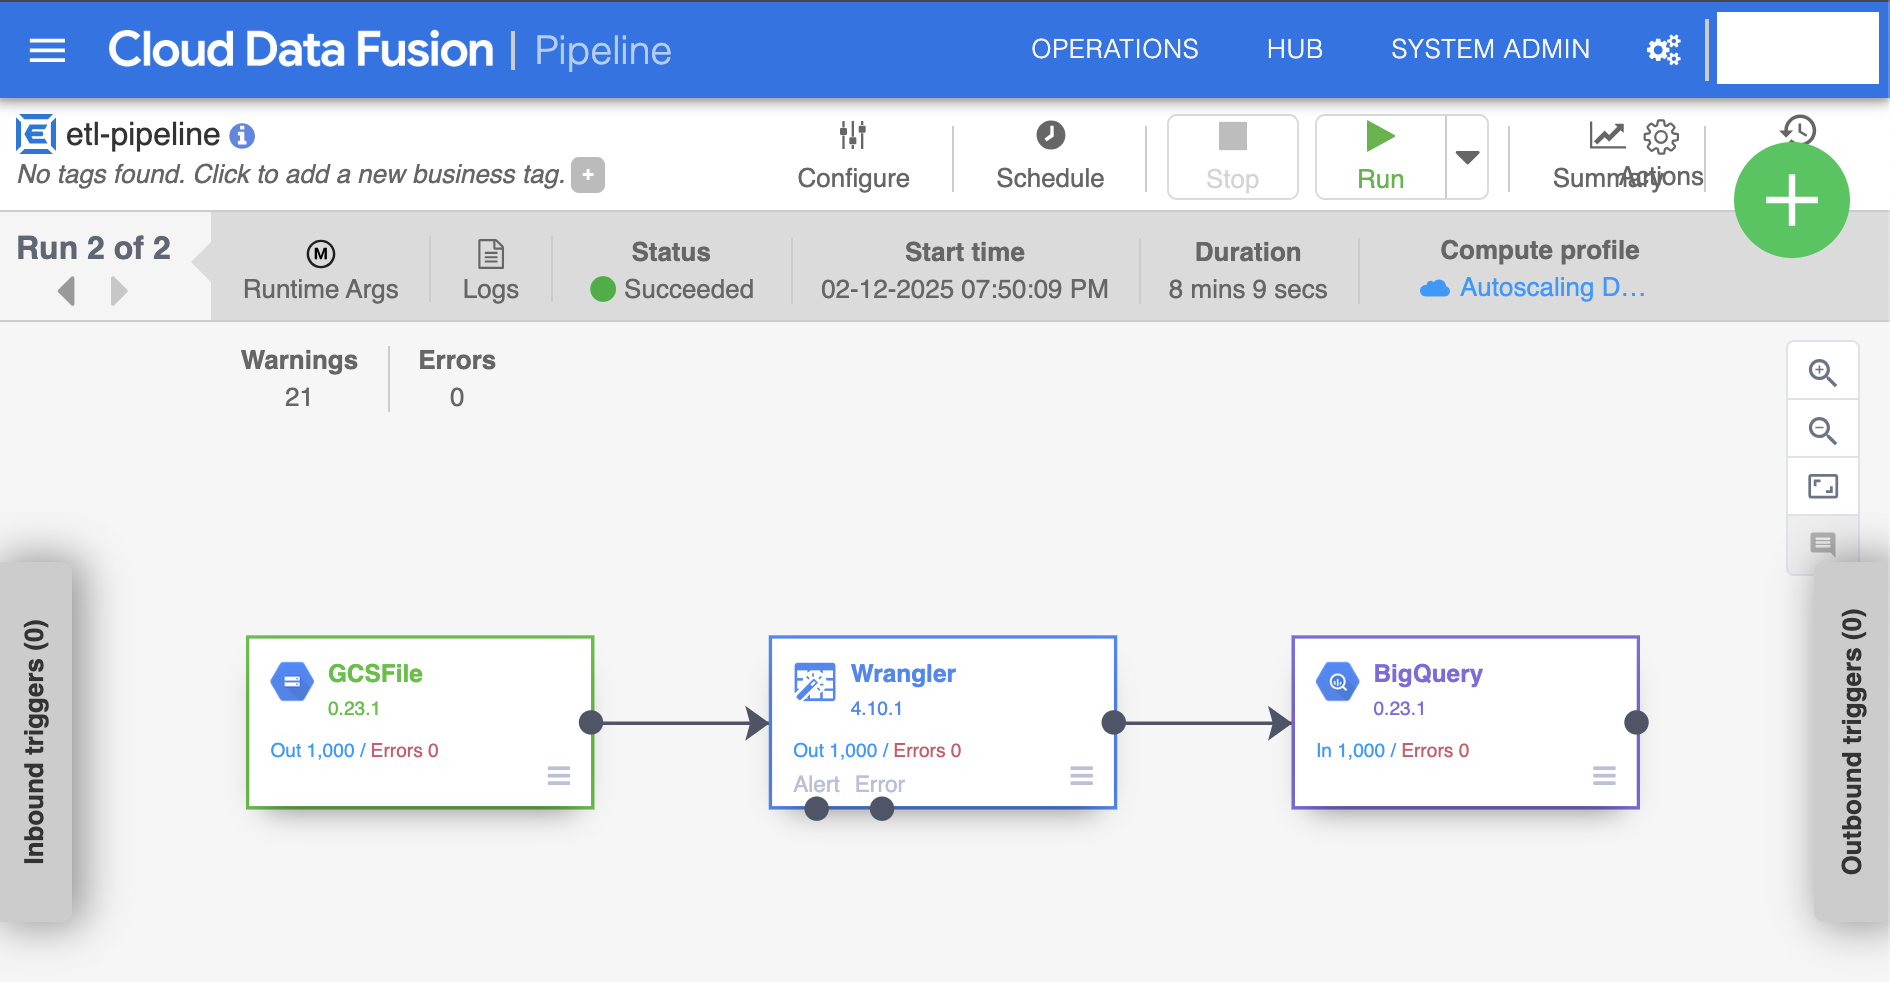 Cloud Data Fusion | Pipeline
OPERATIONS
HUB
SYSTEM ADMIN
etl-pipeline
No tags found. Click to add a new business tag.
Configure
Schedule
Stop
Run
Summary
Actions
Run 2 of 2
Runtime Args
Logs
Status
Succeeded
Start time
02-12-2025 07:50:09 PM
Duration
8 mins 9 secs
Compute profile
Autoscaling D...
Warnings
21
Errors
0
Inbound triggers (0)
GCSFile
0.23.1
Out 1,000 / Errors 0
Wrangler
4.10.1
Out 1,000 / Errors 0
Alert Error
BigQuery
0.23.1
In 1,000 / Errors 0
Outbound triggers (0)